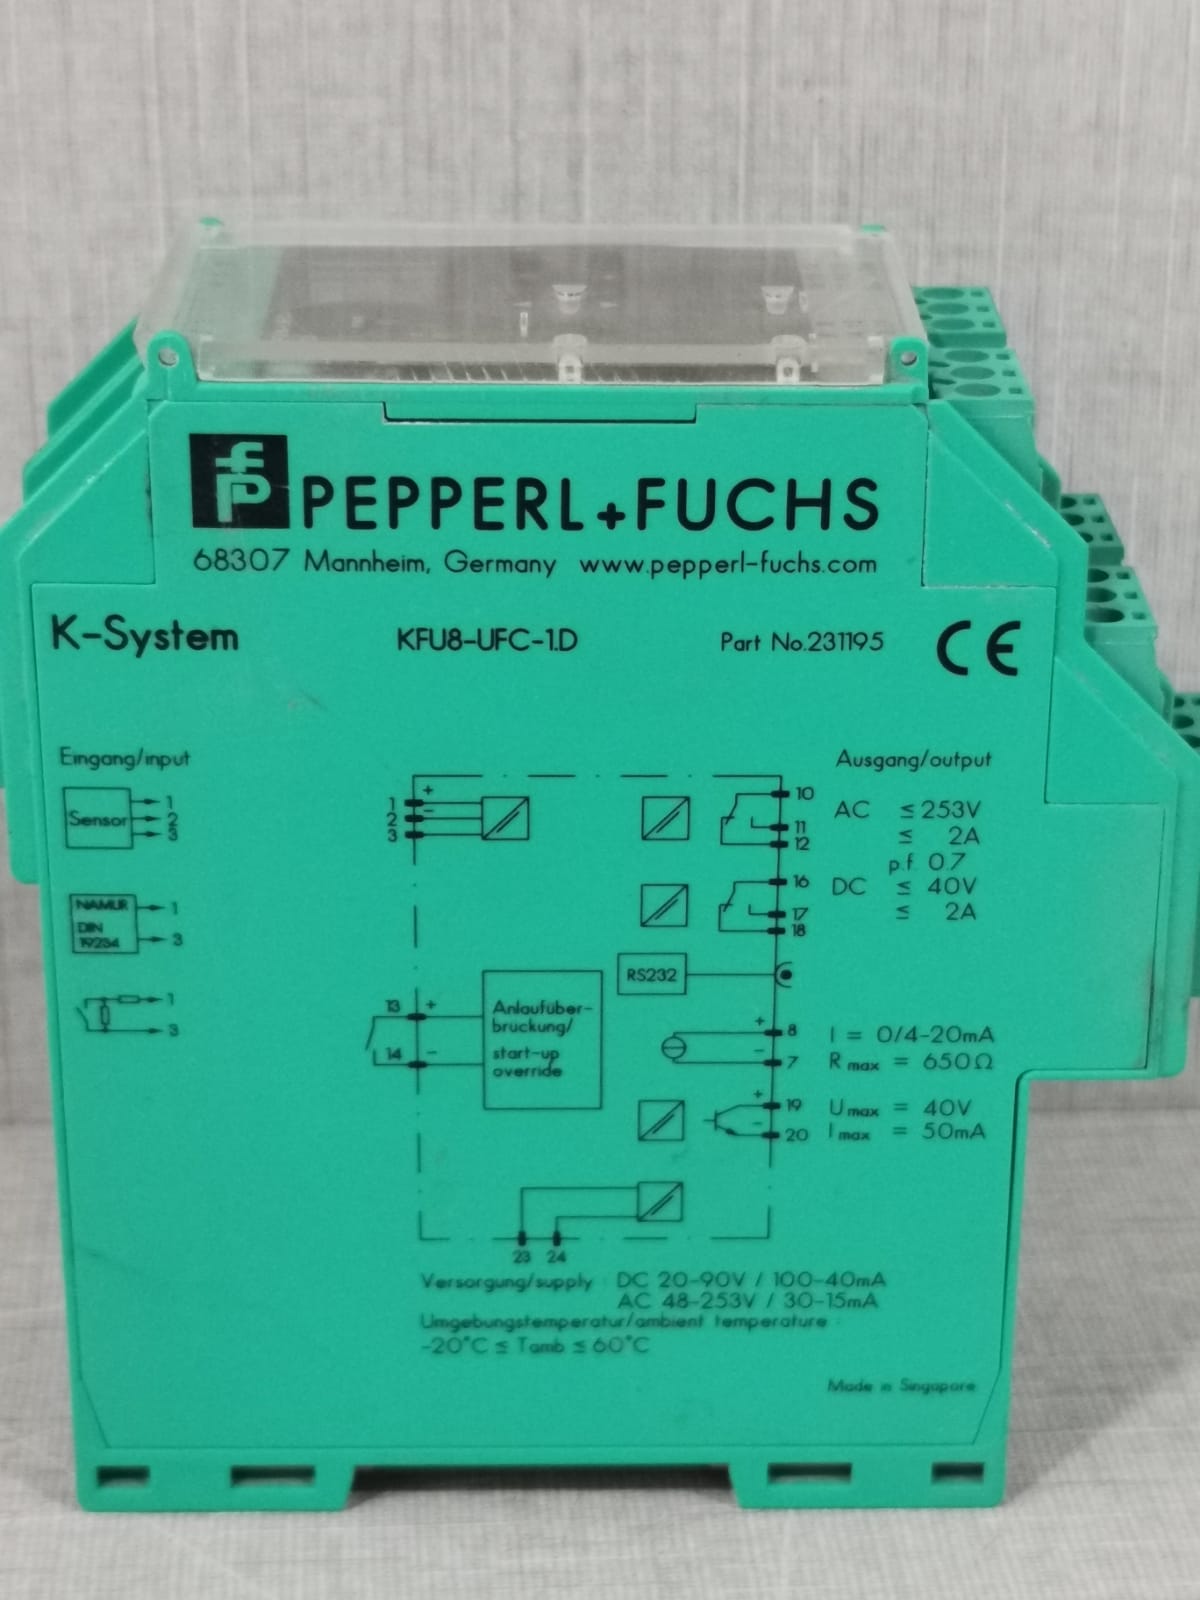 fp PEPPERL+FUCHS
68307 Mannheim, Germany www.pepperl-fuchs.com
K-System KFU8-UFC-1.D Part No.231195 CE
Eingang/input
Sensor 1
2
3
NAMUR 1
DIN
19234 3
1
3
1 +
2 −
3
13 +
14 −
Anlaufüber-
brückung/
start-up
override
Ausgang/output
10
11
12
AC ≤ 253V
≤ 2A
p.f. 0.7
16
17
18
DC ≤ 40V
≤ 2A
RS232
+ 8 I = 0/4-20mA
− 7 R max = 650Ω
+ 19 U max = 40V
− 20 I max = 50mA
23 24
Versorgung/supply : DC 20-90V / 100-40mA
AC 48-253V / 30-15mA
Umgebungstemperatur/ambient temperature :
-20°C ≤ Tamb ≤ 60°C
Made in Singapore